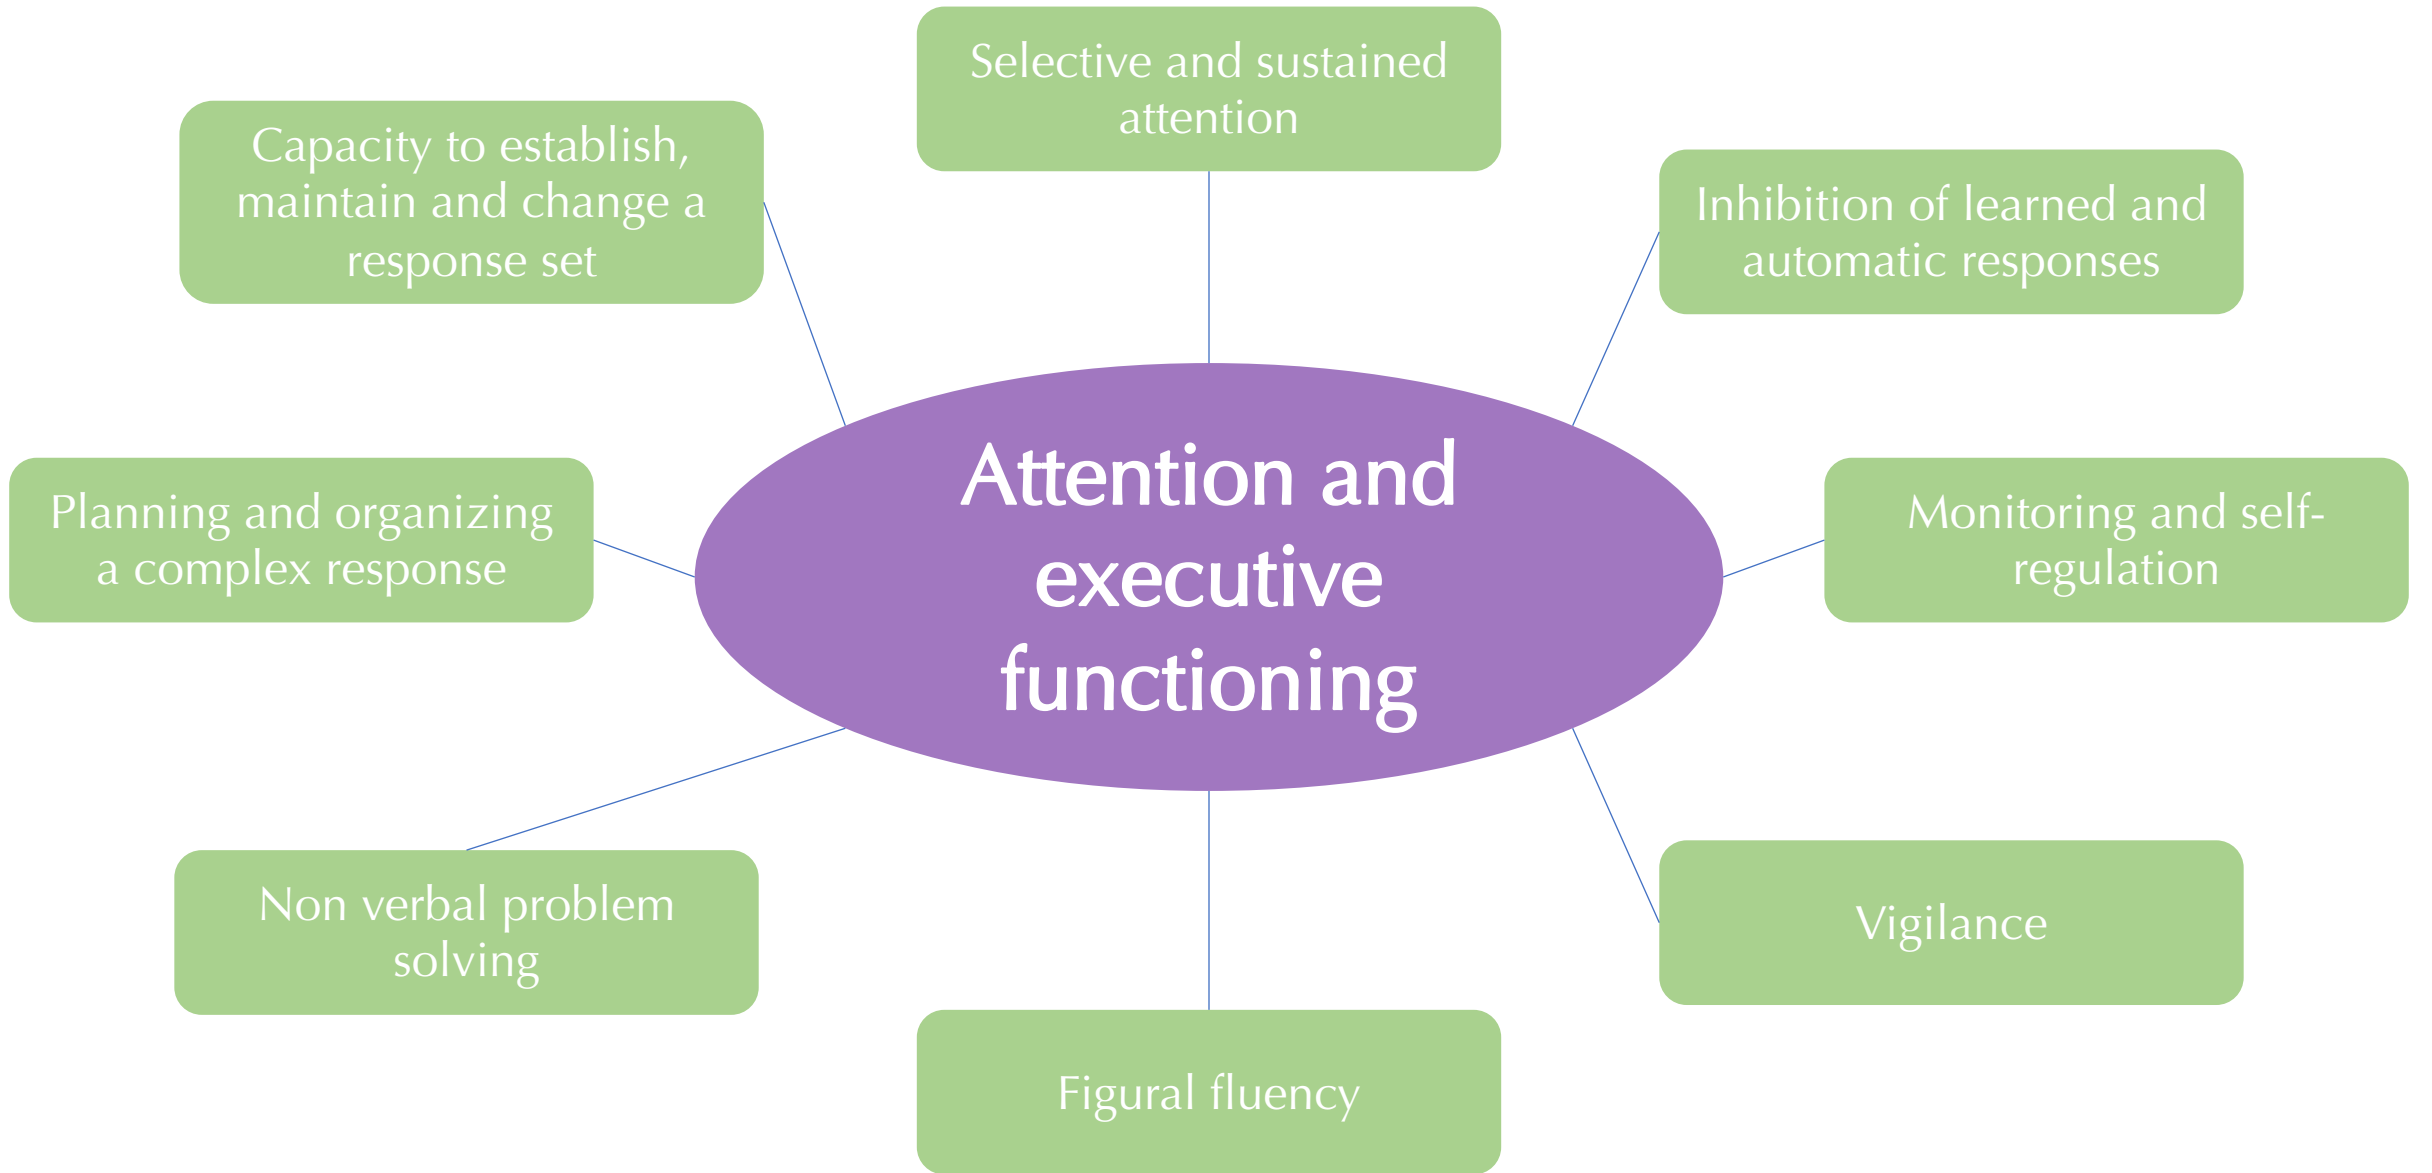 Selective and sustained
attention
Capacity to establish,
maintain and change a
response set
Inhibition of learned and
automatic responses
Attention and
executive
functioning
Planning and organizing
a complex response
Monitoring and self-
regulation
Non verbal problem
solving
Vigilance
Figural fluency